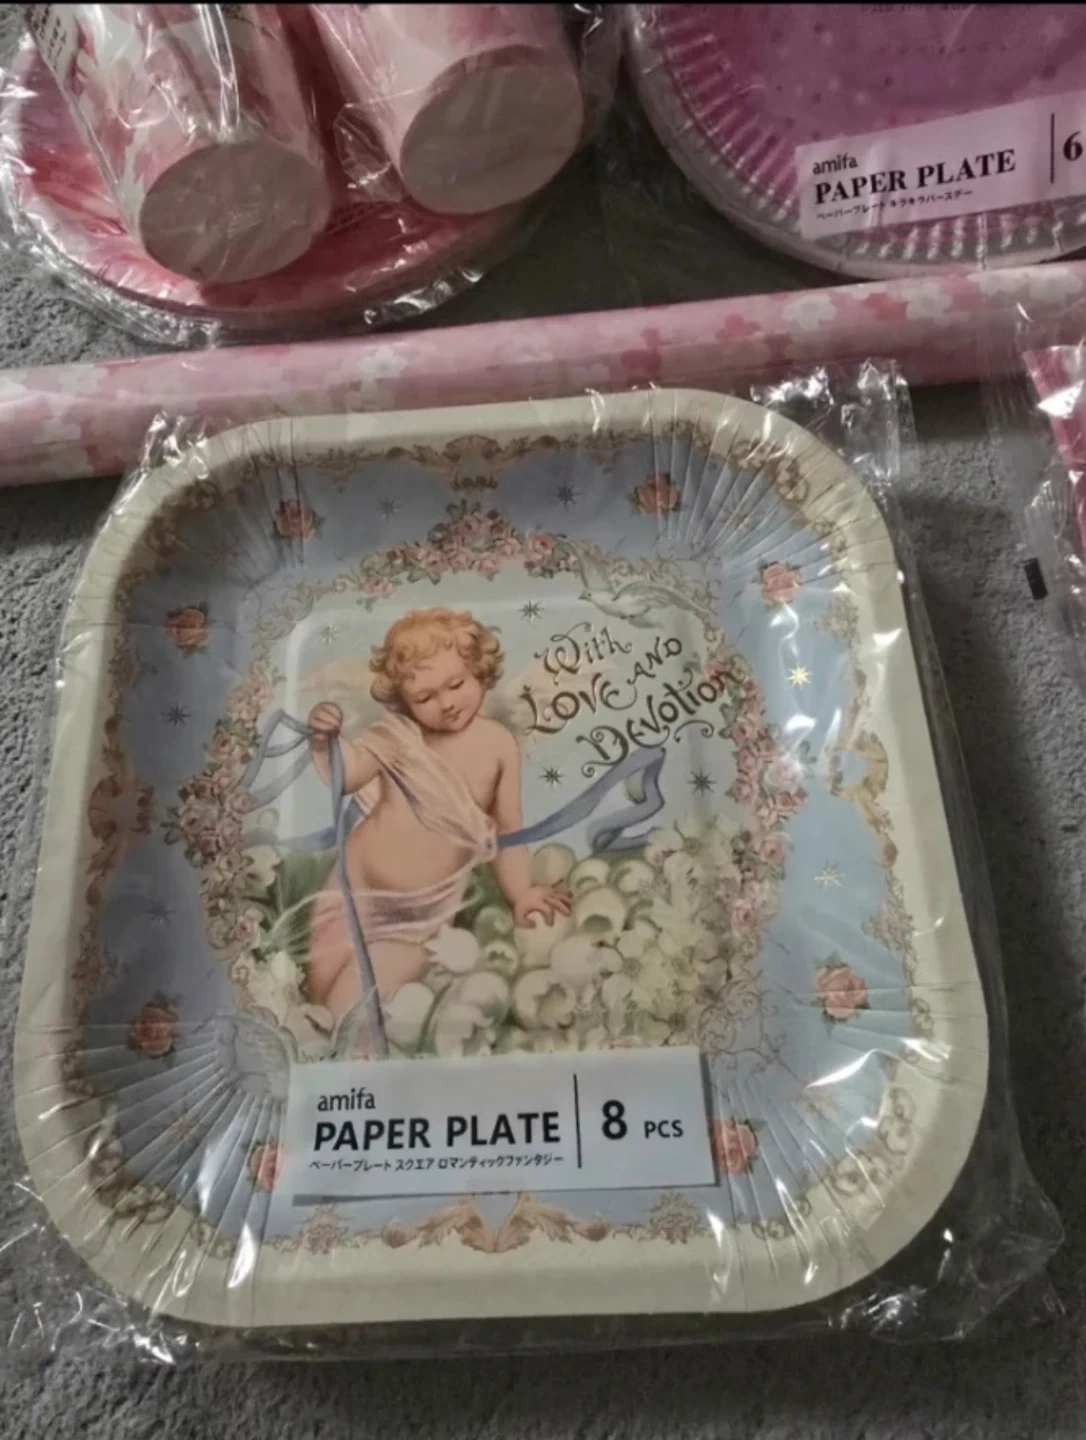 amifa
PAPER PLATE
6
ペーパープレート キラキラバースデー
With
LOVE AND
Devotion
amifa
PAPER PLATE
8 PCS
ペーパープレート スクエア ロマンティックファンタジー